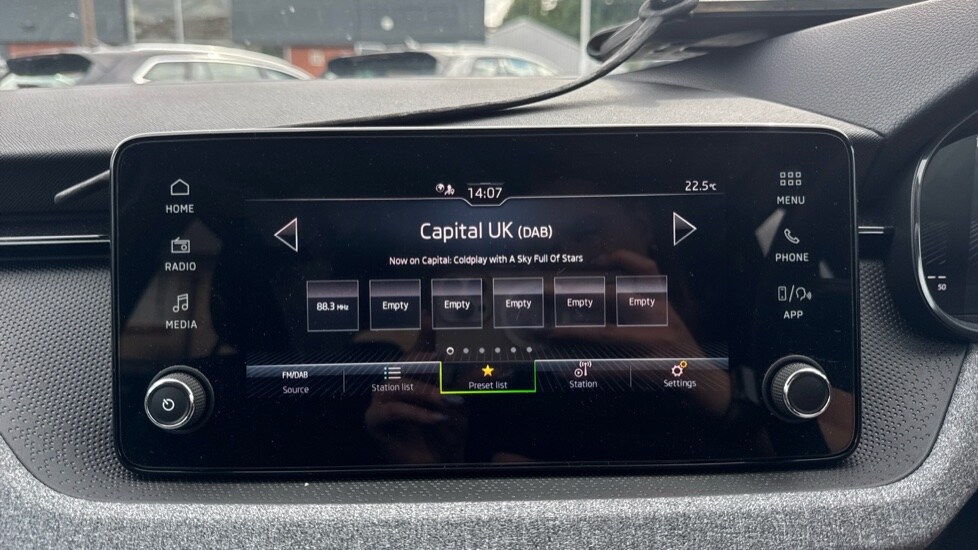 14:07
22.5°C
HOME
RADIO
MEDIA
Capital UK (DAB)
Now on Capital: Coldplay with A Sky Full Of Stars
88.3 MHz
Empty
Empty
Empty
Empty
Empty
FM/DAB
Source
Station list
Preset list
Station
Settings
MENU
PHONE
APP
50